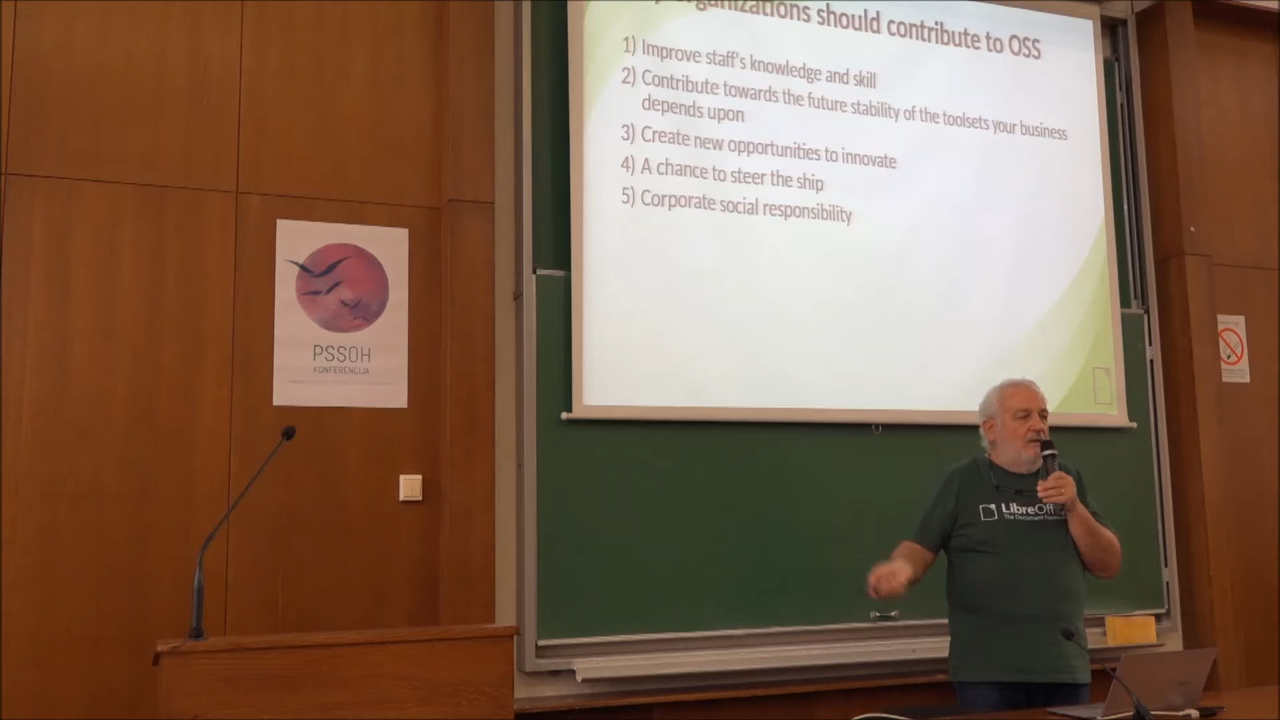 organizations should contribute to OSS
1) Improve staff's knowledge and skill
2) Contribute towards the future stability of the toolsets your business
depends upon
3) Create new opportunities to innovate
4) A chance to steer the ship
5) Corporate social responsibility
PSSOH
KONFERENCIJA
LibreOff
The Document